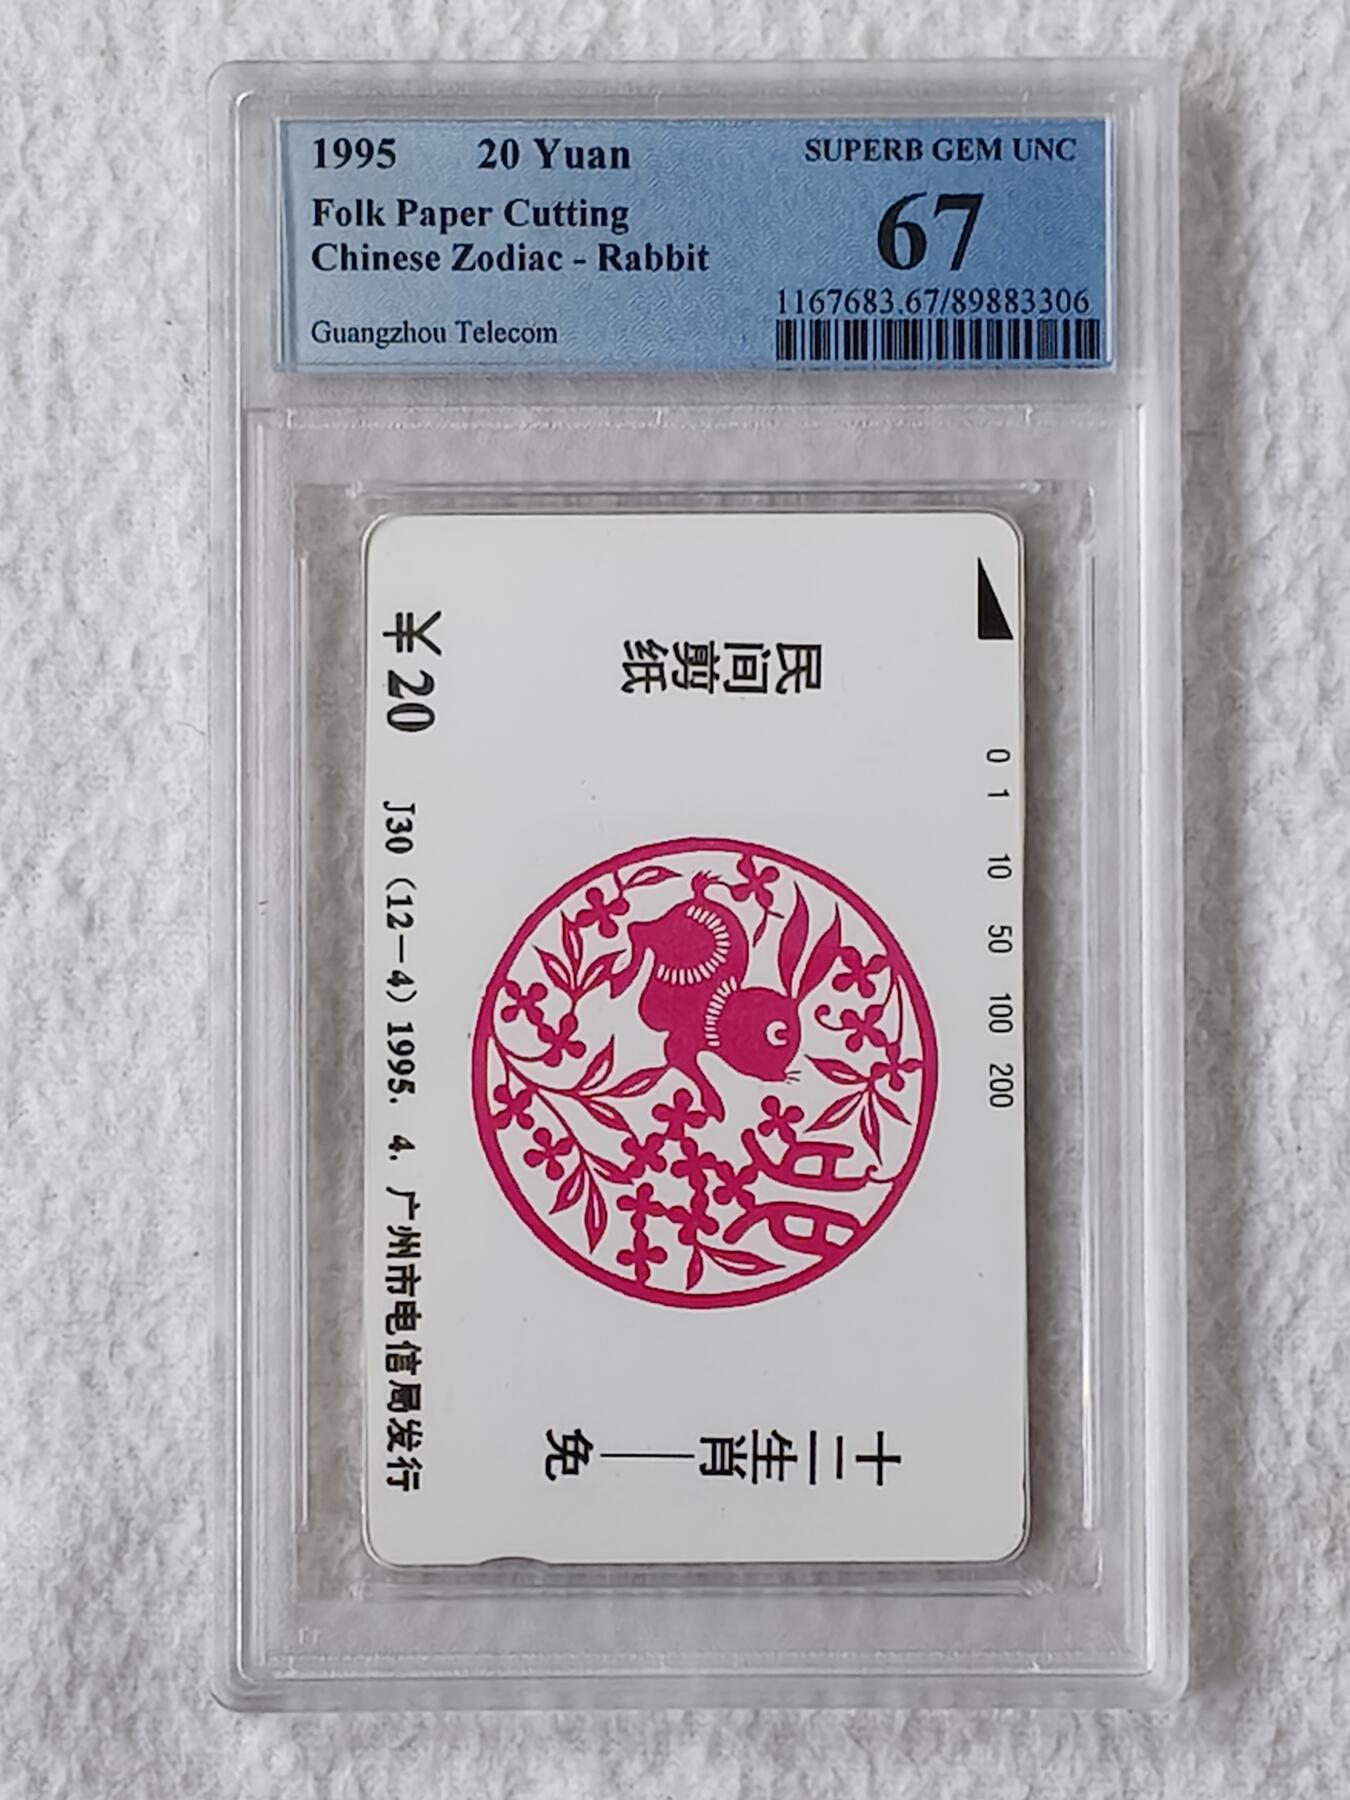 1995 20 Yuan
SUPERB GEM UNC
Folk Paper Cutting
67
Chinese Zodiac - Rabbit
1167683.67/89883306
Guangzhou Telecom
0 1 10 50 100 200
民间剪纸
十二生肖——兔
¥20 J30 (12—4) 1995. 4. 广州市电信局发行